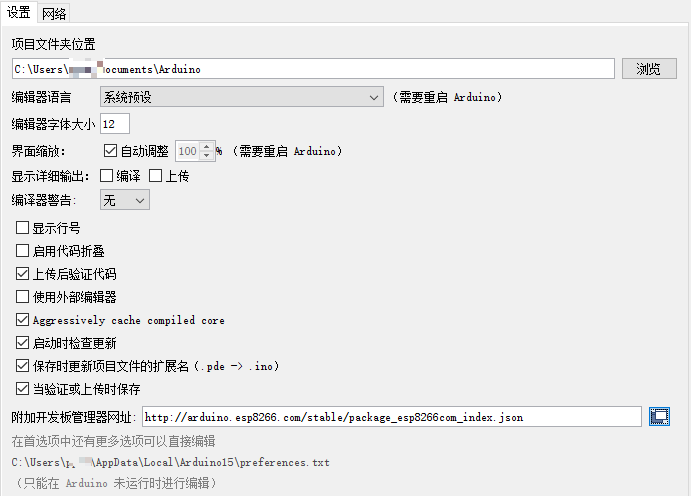 设置 网络
项目文件夹位置
C:\Users\ ocuments\Arduino 浏览
编辑器语言 系统预设 （需要重启 Arduino）
编辑器字体大小 12
界面缩放： 自动调整 100 % （需要重启 Arduino）
显示详细输出： 编译 上传
编译器警告: 无
显示行号
启用代码折叠
上传后验证代码
使用外部编辑器
Aggressively cache compiled core
启动时检查更新
保存时更新项目文件的扩展名（.pde -> .ino）
当验证或上传时保存
附加开发板管理器网址: http://arduino.esp8266.com/stable/package_esp8266com_index.json
在首选项中还有更多选项可以直接编辑
C:\Users\ \AppData\Local\Arduino15\preferences.txt
（只能在 Arduino 未运行时进行编辑）